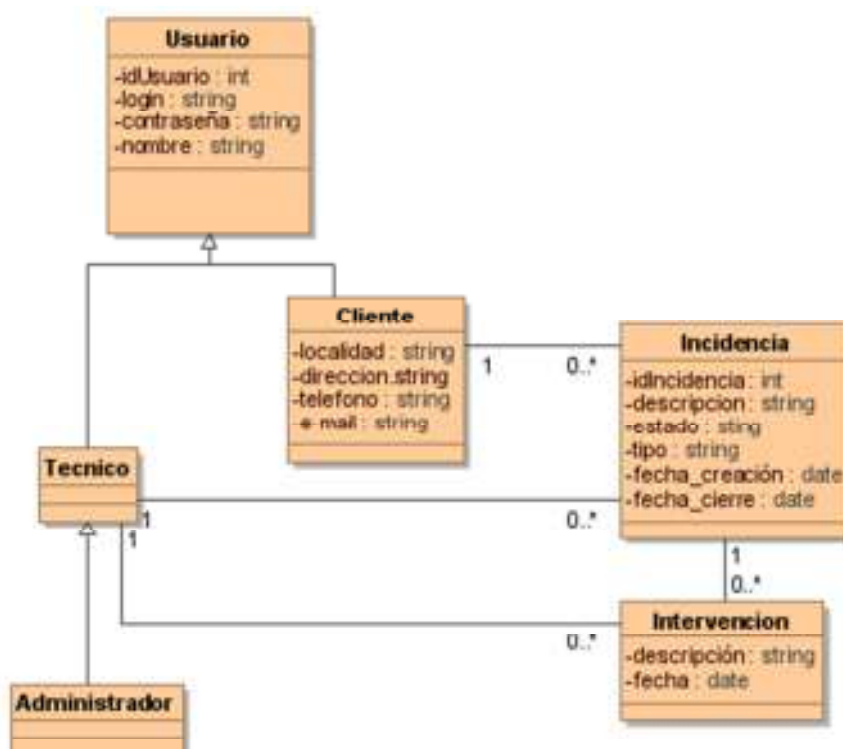 Usuario
-idUsuario : int
-login : string
-contraseña : string
-nombre : string
Cliente
-localidad : string
-direccion.string
-telefono : string
-e-mail : string
1
0..*
Incidencia
-idIncidencia : int
-descripcion : string
-estado : sting
-tipo : string
-fecha_creación : date
-fecha_cierre : date
Tecnico
1
0..*
1
0..*
1
0..*
Intervencion
-descripción : string
-fecha : date
Administrador